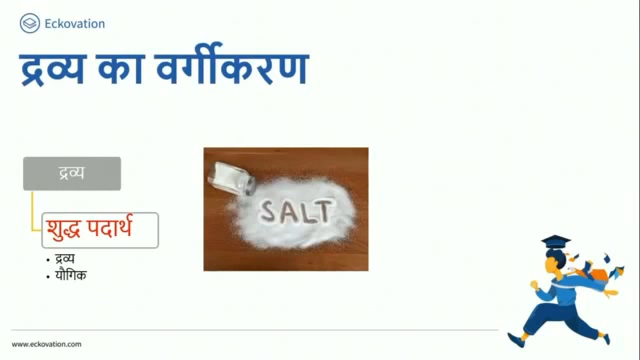 Eckovation
द्रव्य का वर्गीकरण
द्रव्य
SALT
शुद्ध पदार्थ
• द्रव्य
• यौगिक
www.eckovation.com